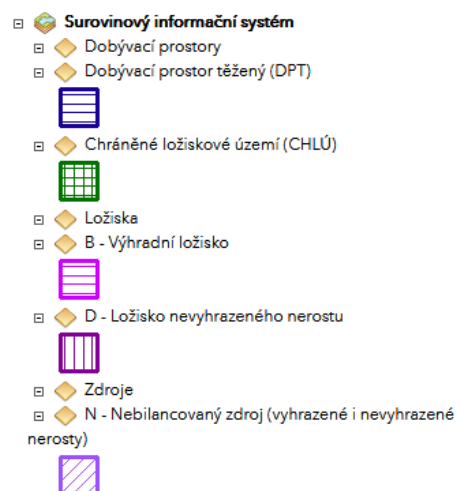 Surovinový informační systém
Dobývací prostory
Dobývací prostor těžený (DPT)
Chráněné ložiskové území (CHLÚ)
Ložiska
B - Výhradní ložisko
D - Ložisko nevyhrazeného nerostu
Zdroje
N - Nebilancovaný zdroj (vyhrazené i nevyhrazené
nerosty)